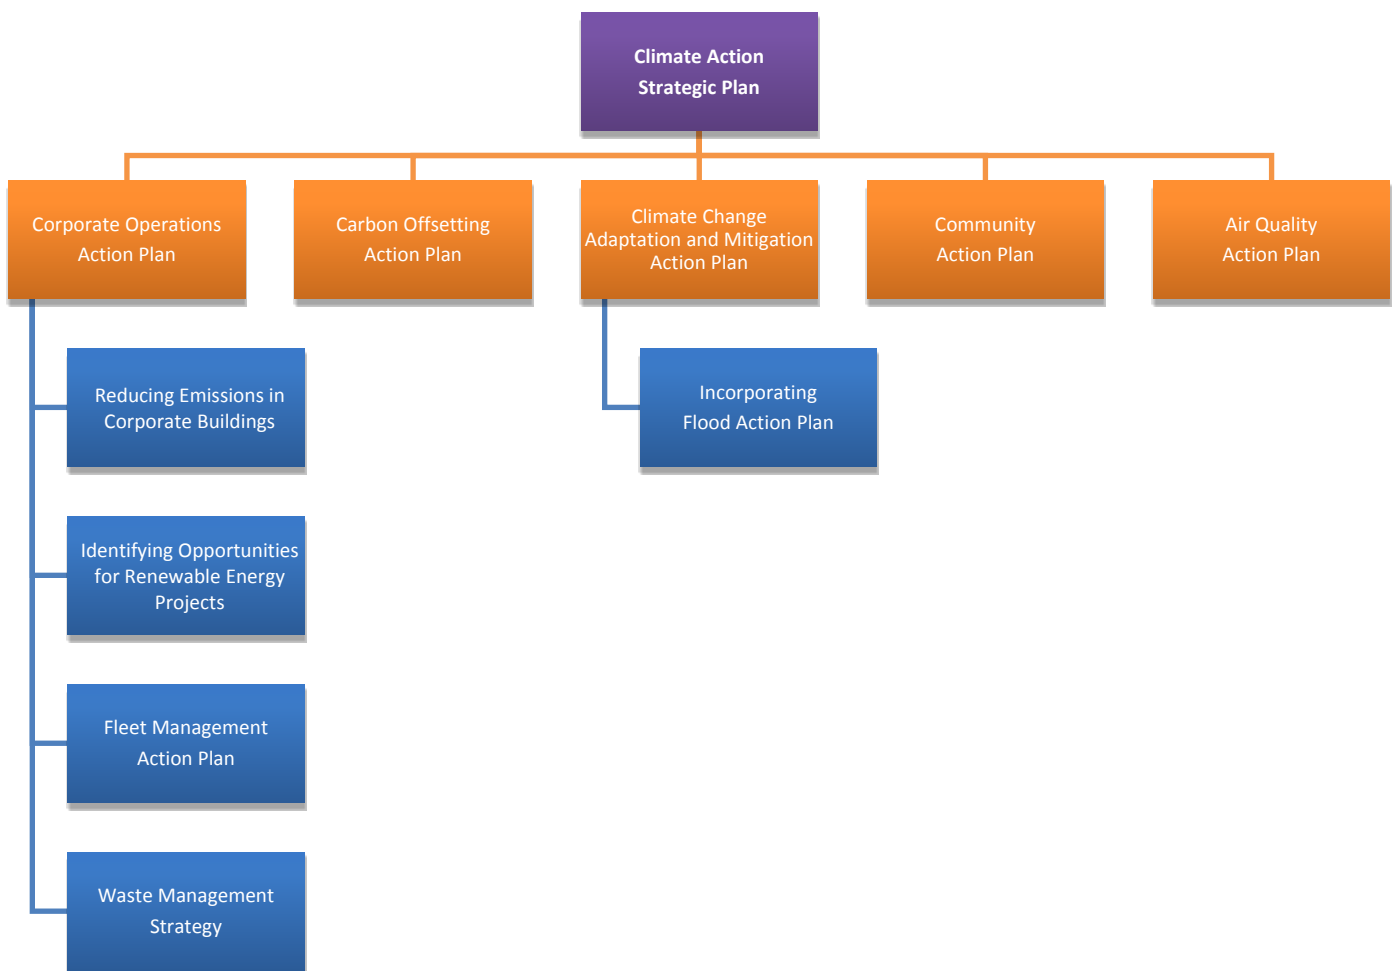 Climate Action
Strategic Plan
Corporate Operations
Action Plan
Carbon Offsetting
Action Plan
Climate Change
Adaptation and Mitigation
Action Plan
Community
Action Plan
Air Quality
Action Plan
Reducing Emissions in
Corporate Buildings
Incorporating
Flood Action Plan
Identifying Opportunities
for Renewable Energy
Projects
Fleet Management
Action Plan
Waste Management
Strategy